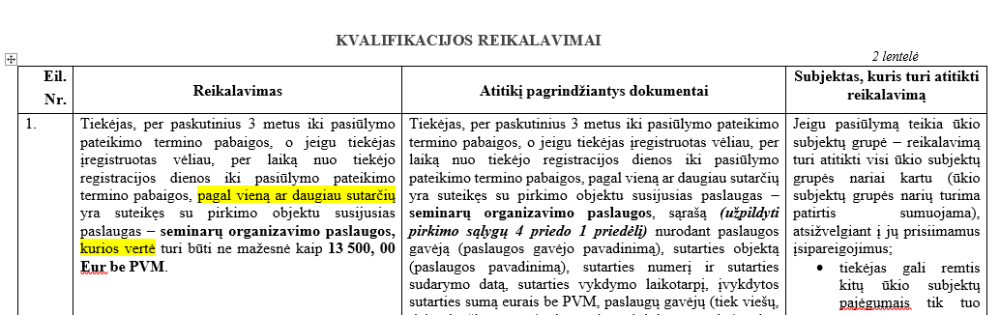 KVALIFIKACIJOS REIKALAVIMAI
2 lentelė
Eil.
Nr.
Reikalavimas
Atitikį pagrindžiantys dokumentai
Subjektas, kuris turi atitikti
reikalavimą
1.
Tiekėjas, per paskutinius 3 metus iki pasiūlymo
pateikimo termino pabaigos, o jeigu tiekėjas
įregistruotas vėliau, per laiką nuo tiekėjo
registracijos dienos iki pasiūlymo pateikimo
termino pabaigos, pagal vieną ar daugiau sutarčių
yra suteikęs su pirkimo objektu susijusias
paslaugas – seminarų organizavimo paslaugos,
kurios vertė turi būti ne mažesnė kaip 13 500, 00
Eur be PVM.
Tiekėjas, per paskutinius 3 metus iki pasiūlymo pateikimo
termino pabaigos, o jeigu tiekėjas įregistruotas vėliau, per
laiką nuo tiekėjo registracijos dienos iki pasiūlymo
pateikimo termino pabaigos, pagal vieną ar daugiau sutarčių
yra suteikęs su pirkimo objektu susijusias paslaugas –
seminarų organizavimo paslaugos, sąrašą (užpildyti
pirkimo sąlygų 4 priedo 1 priedėlį) nurodant paslaugos
gavėją (paslaugos gavėjo pavadinimą), sutarties objektą
(paslaugos pavadinimą), sutarties numerį ir sutarties
sudarymo datą, sutarties vykdymo laikotarpį, įvykdytos
sutarties sumą eurais be PVM, paslaugų gavėjų (tiek viešų,
Jeigu pasiūlymą teikia ūkio
subjektų grupė – reikalavimą
turi atitikti visi ūkio subjektų
grupės nariai kartu (ūkio
subjektų grupės narių turima
patirtis sumuojama),
atsižvelgiant į jų prisiimamus
įsipareigojimus;
• tiekėjas gali remtis
kitų ūkio subjektų
pajėgumais tik tuo